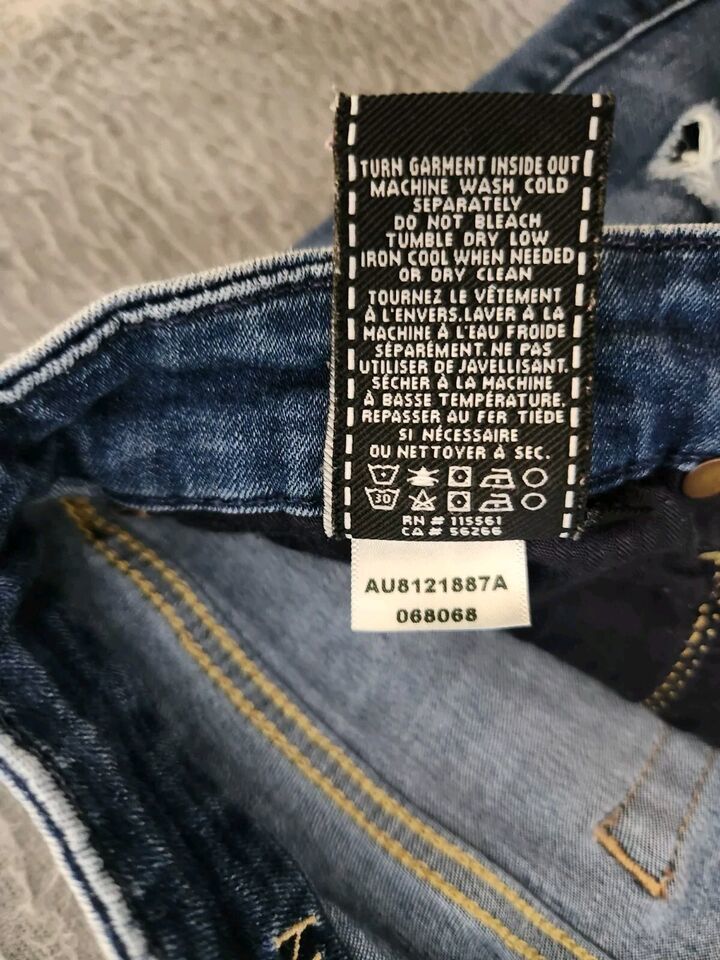 TURN GARMENT INSIDE OUT
MACHINE WASH COLD
SEPARATELY
DO NOT BLEACH
TUMBLE DRY LOW
IRON COOL WHEN NEEDED
OR DRY CLEAN
TOURNEZ LE VÊTEMENT
À L'ENVERS.LAVER À LA
MACHINE À L'EAU FROIDE
SÉPARÉMENT. NE PAS
UTILISER DE JAVELLISANT.
SÉCHER À LA MACHINE
À BASSE TEMPÉRATURE.
REPASSER AU FER TIÈDE
SI NÉCESSAIRE
OU NETTOYER À SEC.
30
RN # 115561
CA # 56266
AU8121887A
068068